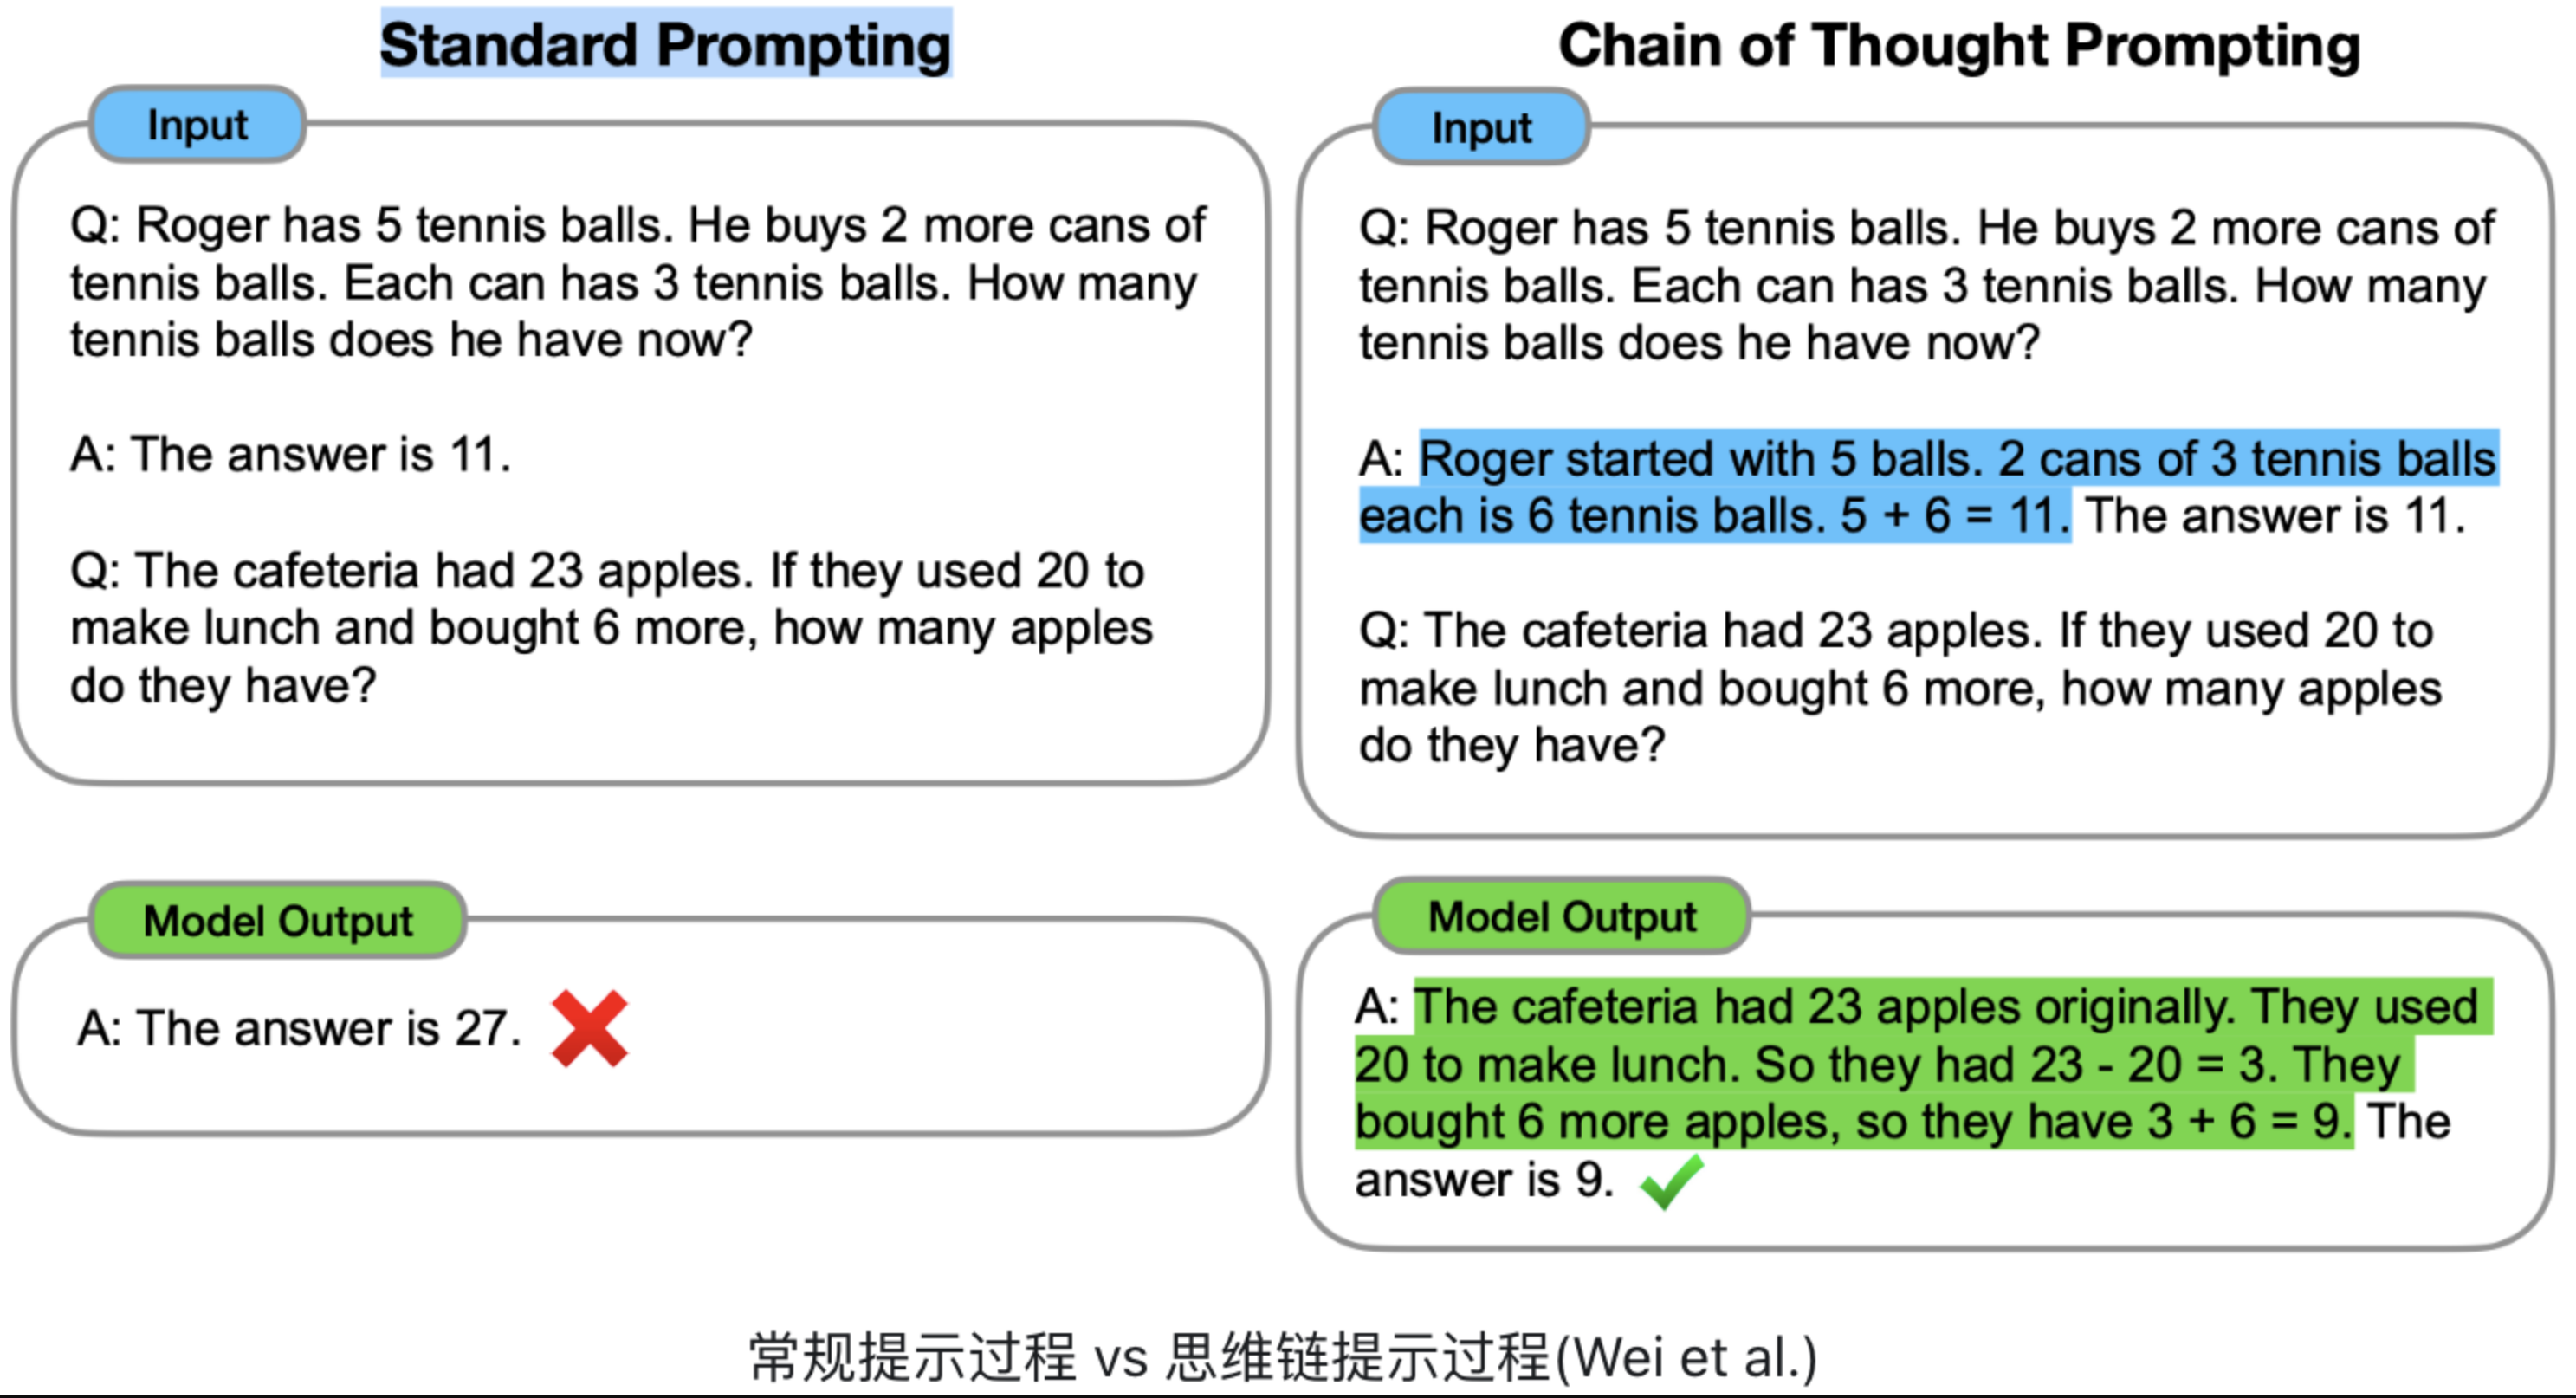 Standard Prompting
Input
Q: Roger has 5 tennis balls. He buys 2 more cans of
tennis balls. Each can has 3 tennis balls. How many
tennis balls does he have now?
A: The answer is 11.
Q: The cafeteria had 23 apples. If they used 20 to
make lunch and bought 6 more, how many apples
do they have?
Model Output
A: The answer is 27.
Chain of Thought Prompting
Input
Q: Roger has 5 tennis balls. He buys 2 more cans of
tennis balls. Each can has 3 tennis balls. How many
tennis balls does he have now?
A: Roger started with 5 balls. 2 cans of 3 tennis balls
each is 6 tennis balls. 5 + 6 = 11. The answer is 11.
Q: The cafeteria had 23 apples. If they used 20 to
make lunch and bought 6 more, how many apples
do they have?
Model Output
A: The cafeteria had 23 apples originally. They used
20 to make lunch. So they had 23 - 20 = 3. They
bought 6 more apples, so they have 3 + 6 = 9. The
answer is 9.
常规提示过程 vs 思维链提示过程(Wei et al.)